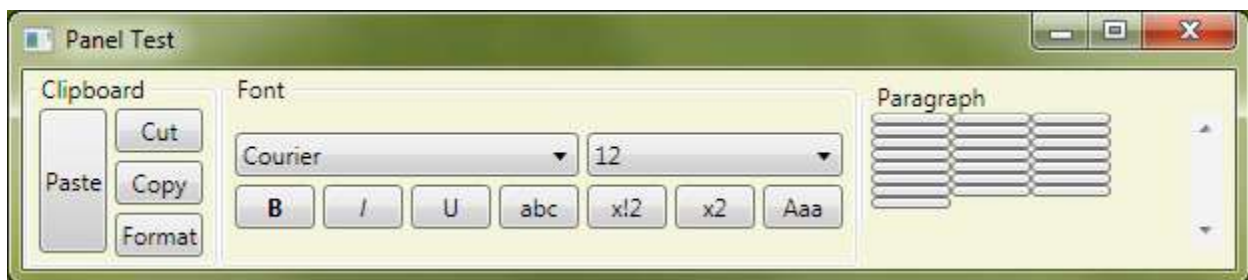 Panel Test
Clipboard
Font
Paragraph
Paste
Cut
Copy
Format
Courier
12
B I U abc x!2 x2 Aaa